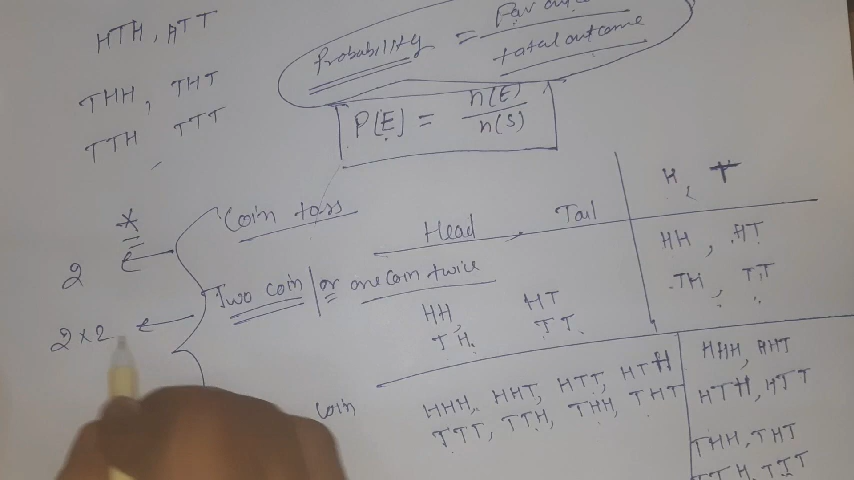 HTH, HTT
THH, THT
TTH, TTT
Probability = Favou
total outcome
P(E) = n(E)
n(S)
*
2
Coin toss
Head, Tail
H, T
2×2
Two coin or one coin twice
HH, HT
TH, TT
HH, HT
TH, TT
Coin
HHH, HHT, HTT, HTH
TTT, TTH, THH, THT
HHH, HHT
HTH, HTT
THH, THT
TTH, TTT